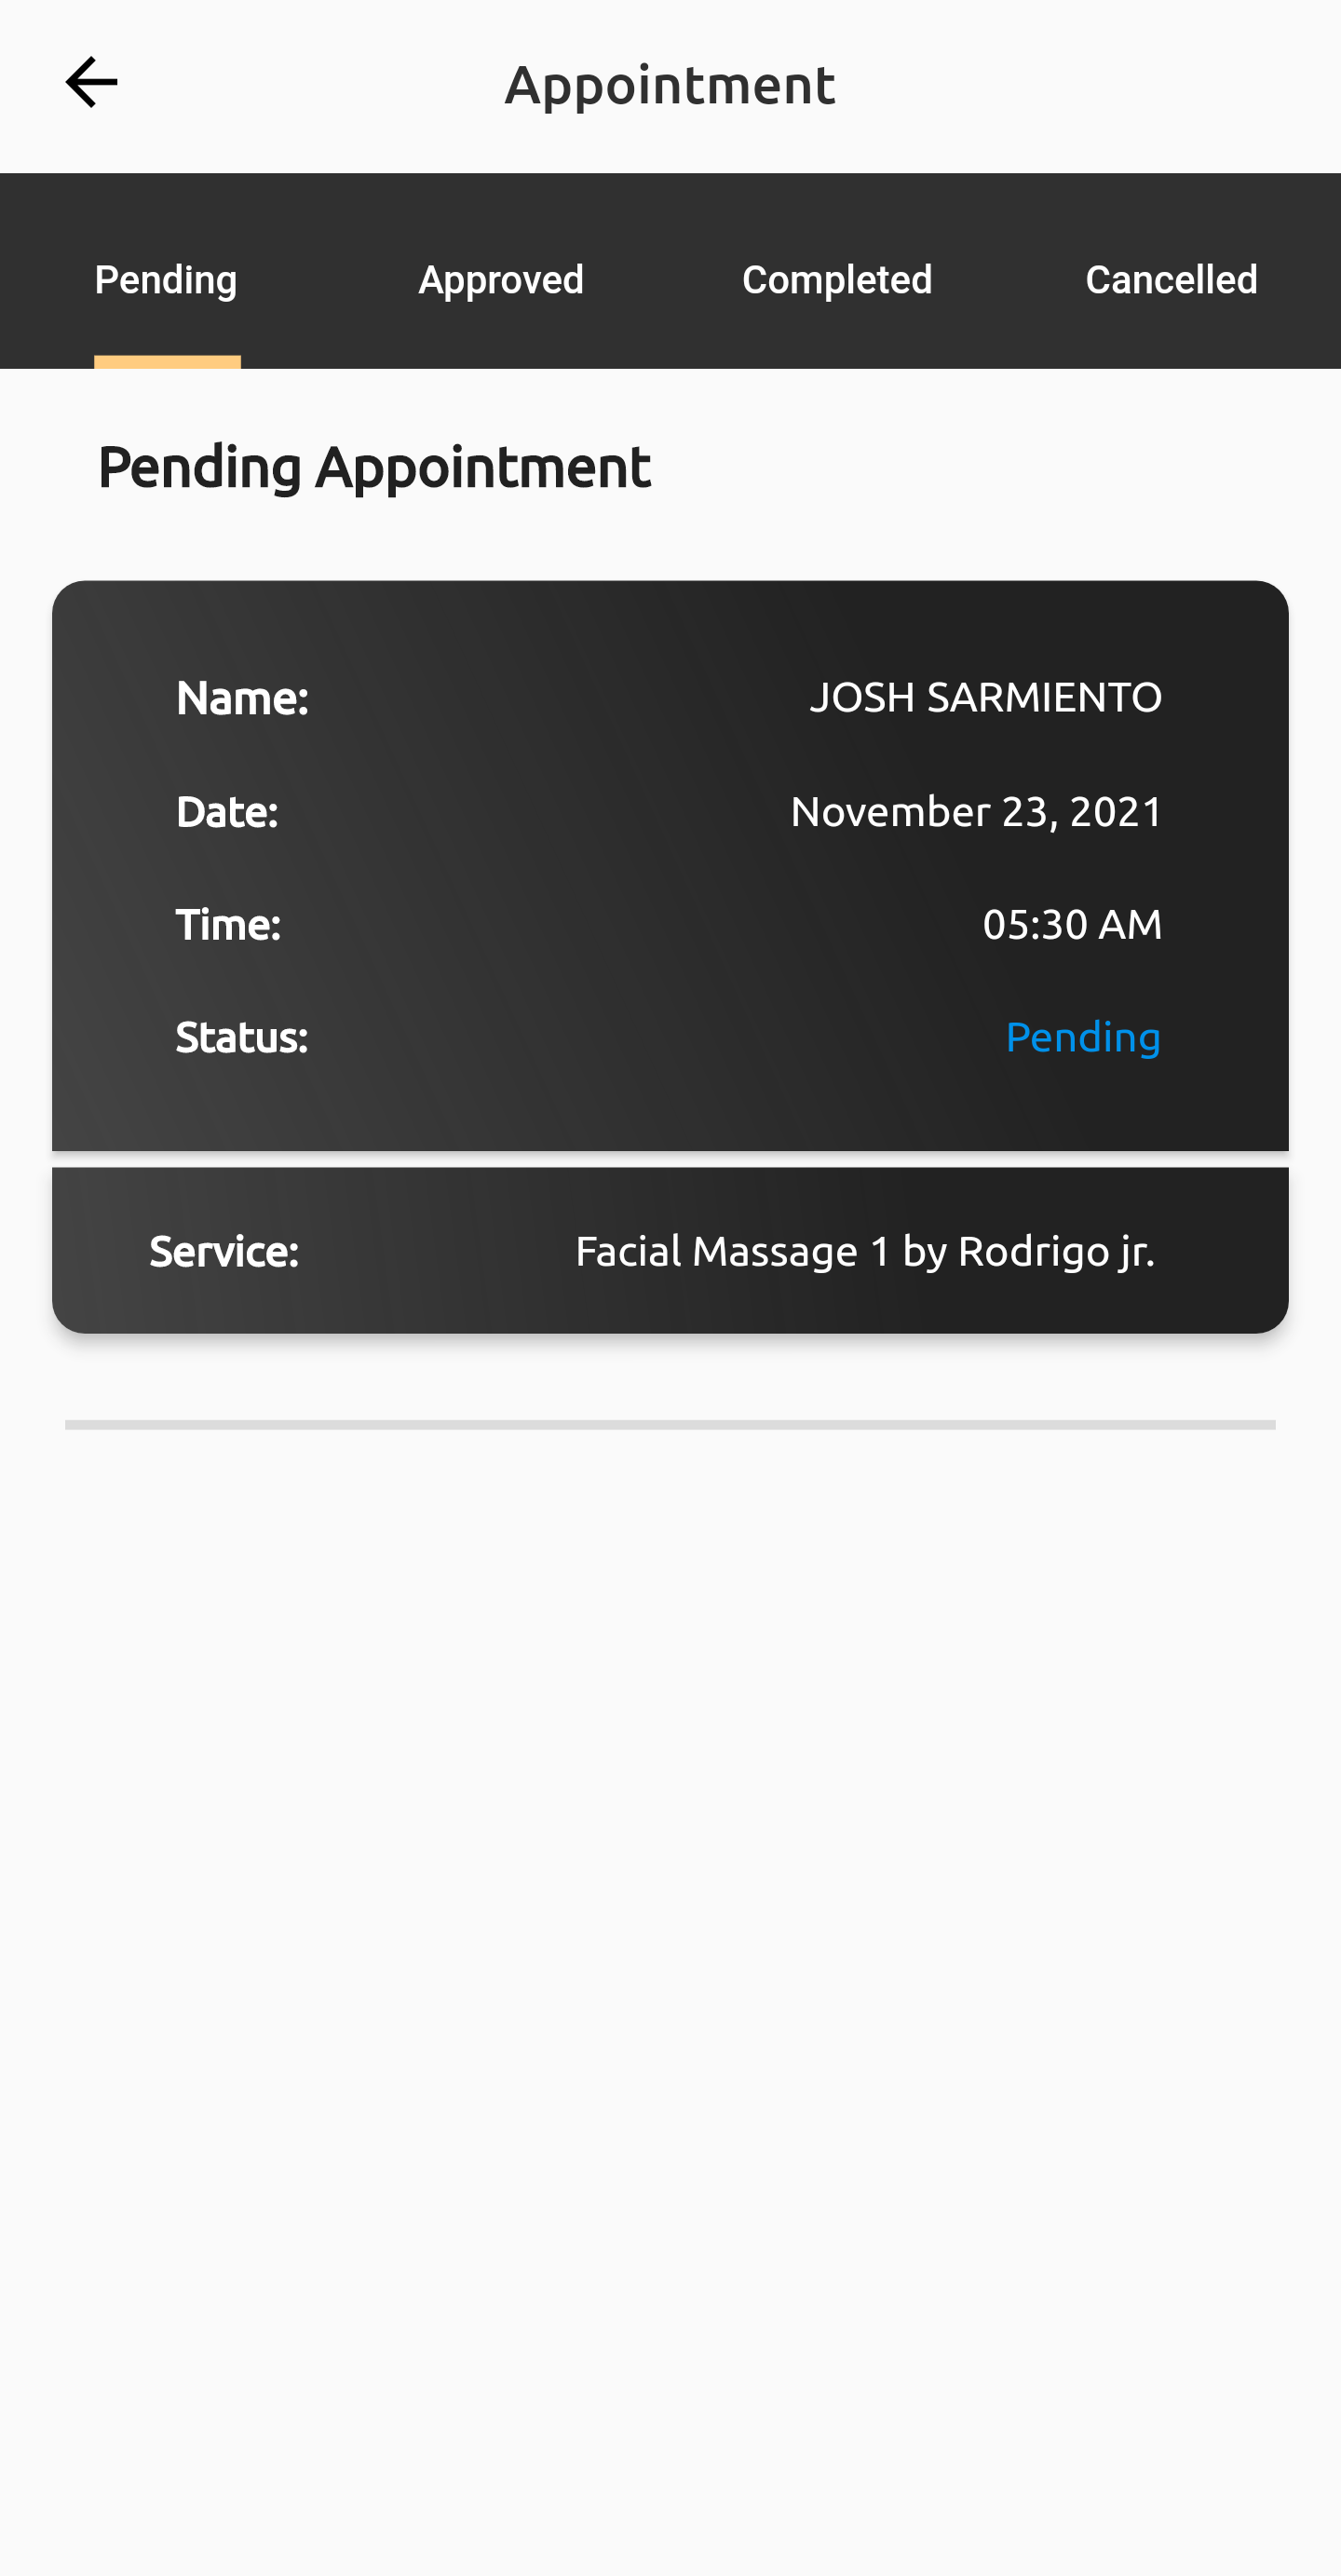 Appointment
Pending Approved Completed Cancelled
Pending Appointment
Name: JOSH SARMIENTO
Date: November 23, 2021
Time: 05:30 AM
Status: Pending
Service: Facial Massage 1 by Rodrigo jr.